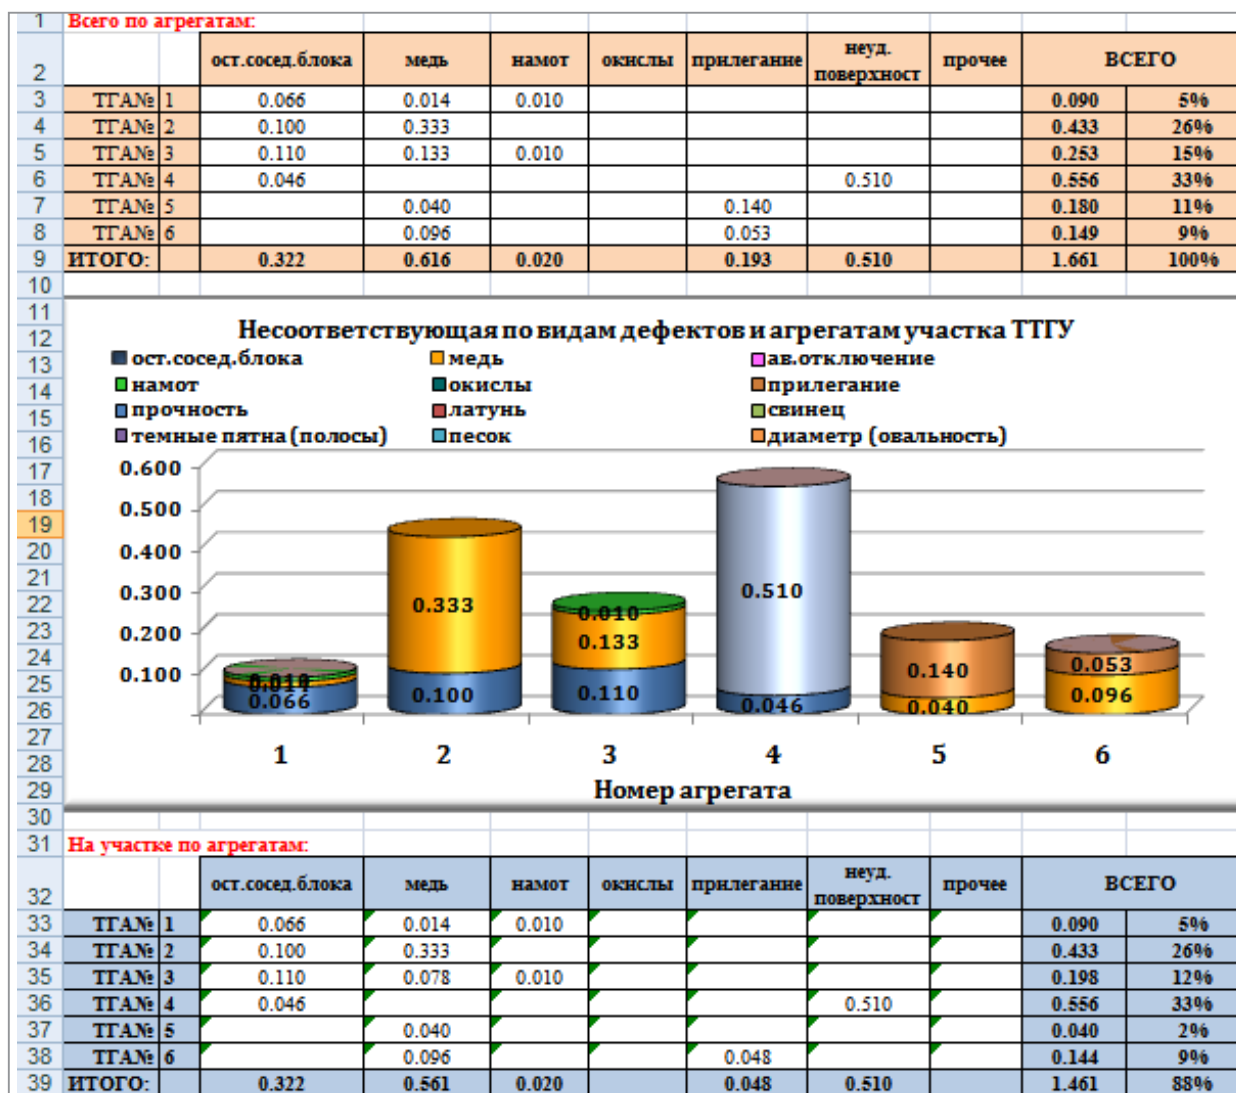 1 Всего по агрегатам:
2 ост.сосед.блока медь намот окислы прилегание неуд. поверхност прочее ВСЕГО
3 ТГА№ 1 0.066 0.014 0.010 0.090 5%
4 ТГА№ 2 0.100 0.333 0.433 26%
5 ТГА№ 3 0.110 0.133 0.010 0.253 15%
6 ТГА№ 4 0.046 0.510 0.556 33%
7 ТГА№ 5 0.040 0.140 0.180 11%
8 ТГА№ 6 0.096 0.053 0.149 9%
9 ИТОГО: 0.322 0.616 0.020 0.193 0.510 1.661 100%
10
11
12 Несоответствующая по видам дефектов и агрегатам участка ТТГУ
13 ост.сосед.блока медь ав.отключение
14 намот окислы прилегание
15 прочность латунь свинец
16 темные пятна (полосы) песок диаметр (овальность)
17 0.600
18 0.500
19
20 0.400
21 0.510
22 0.300 0.333 0.010
23 0.200 0.133
24 0.140 0.053
25 0.100 0.010 0.014
26 0.066 0.100 0.110 0.046 0.040 0.096
27
28 1 2 3 4 5 6
29 Номер агрегата
30
31 На участке по агрегатам:
32 ост.сосед.блока медь намот окислы прилегание неуд. поверхност прочее ВСЕГО
33 ТГА№ 1 0.066 0.014 0.010 0.090 5%
34 ТГА№ 2 0.100 0.333 0.433 26%
35 ТГА№ 3 0.110 0.078 0.010 0.198 12%
36 ТГА№ 4 0.046 0.510 0.556 33%
37 ТГА№ 5 0.040 0.040 2%
38 ТГА№ 6 0.096 0.048 0.144 9%
39 ИТОГО: 0.322 0.561 0.020 0.048 0.510 1.461 88%